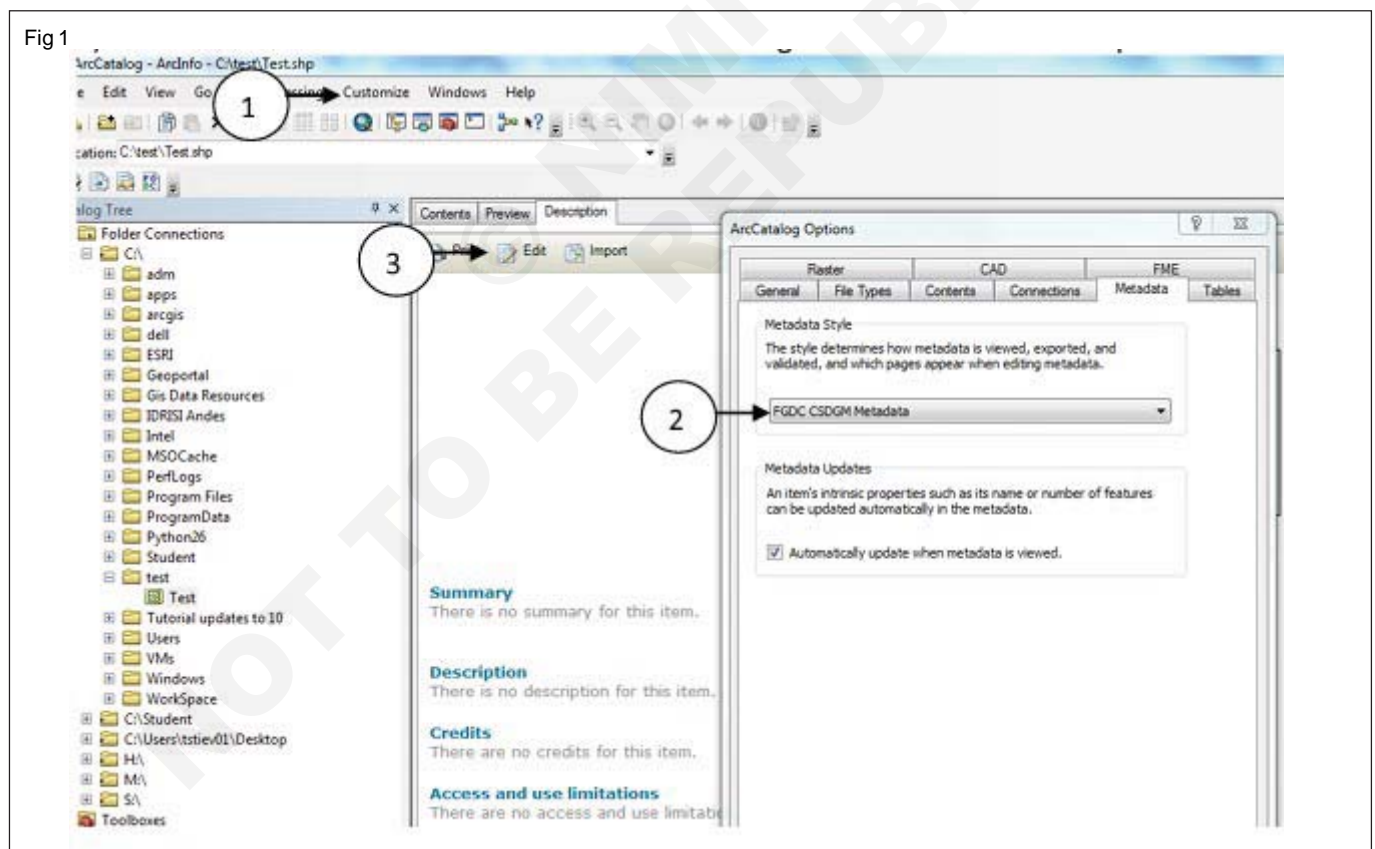 Fig 1
ArcCatalog - ArcInfo - C:\test\Test.shp
e Edit View Go Customize Windows Help
1
cation: C:\test\Test.shp
alog Tree
Contents Preview Description
3
Edit Import
Folder Connections
C:\
adm
apps
arcgis
dell
ESRI
Geoportal
Gis Data Resources
IDRISI Andes
Intel
MSOCache
PerfLogs
Program Files
ProgramData
Python26
Student
test
Test
Tutorial updates to 10
Users
VMs
Windows
WorkSpace
C:\Student
C:\Users\tstiev01\Desktop
H:\
M:\
S:\
Toolboxes
Summary
There is no summary for this item.
Description
There is no description for this item.
Credits
There are no credits for this item.
Access and use limitations
There are no access and use limitatio
ArcCatalog Options
Raster CAD FME
General File Types Contents Connections Metadata Tables
Metadata Style
The style determines how metadata is viewed, exported, and
validated, and which pages appear when editing metadata.
2
FGDC CSDGM Metadata
Metadata Updates
An item's intrinsic properties such as its name or number of features
can be updated automatically in the metadata.
Automatically update when metadata is viewed.
© NIMI
NOT TO BE REPUB